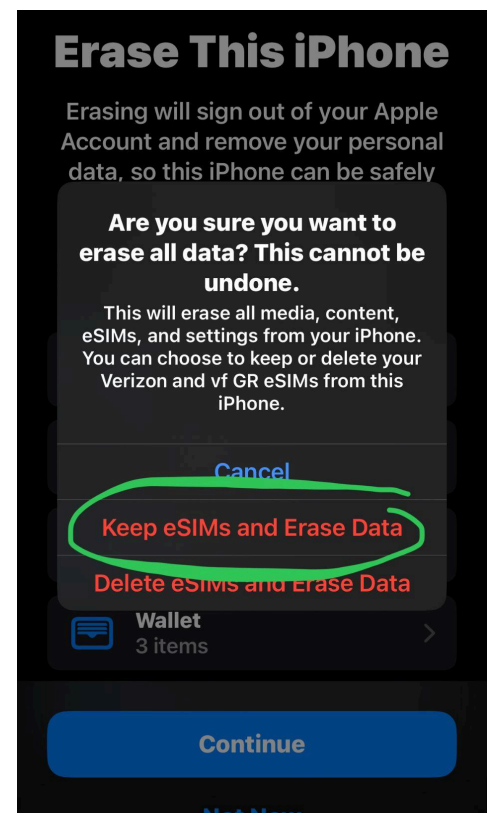 Erase This iPhone
Erasing will sign out of your Apple
Account and remove your personal
data, so this iPhone can be safely
Are you sure you want to
erase all data? This cannot be
undone.
This will erase all media, content,
eSIMs, and settings from your iPhone.
You can choose to keep or delete your
Verizon and vf GR eSIMs from this
iPhone.
Cancel
Keep eSIMs and Erase Data
Delete eSIMs and Erase Data
Wallet
3 items
Continue
Not Now